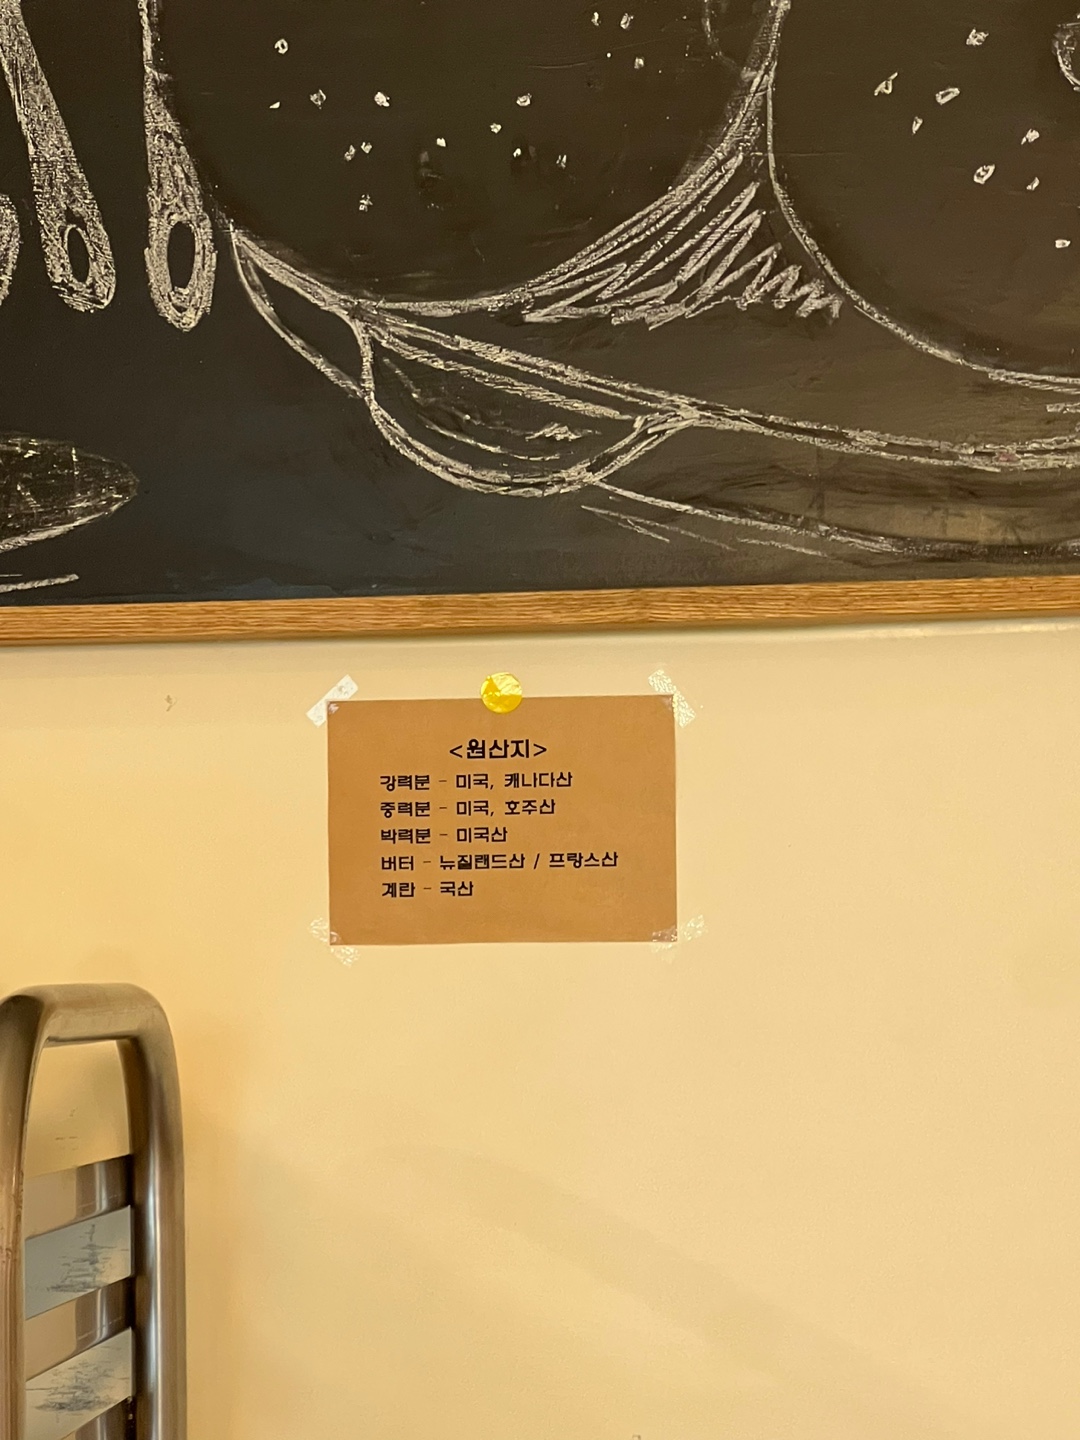 <원산지>
강력분 - 미국, 캐나다산
중력분 - 미국, 호주산
박력분 - 미국산
버터 - 뉴질랜드산 / 프랑스산
계란 - 국산